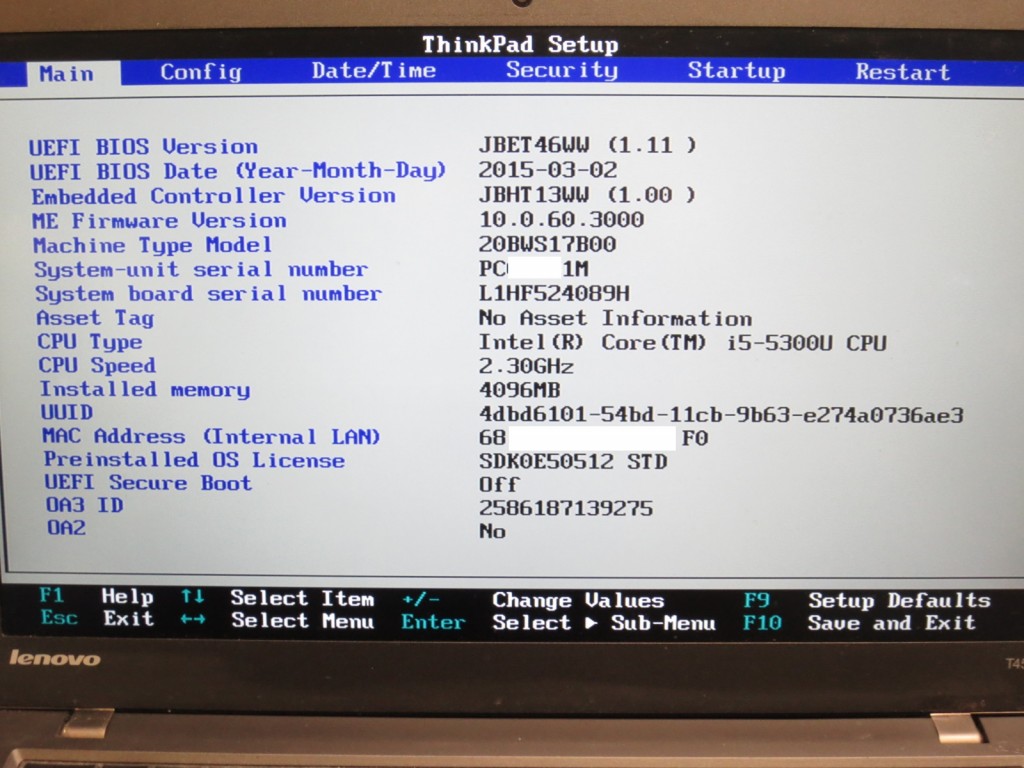 ThinkPad Setup
Main Config Date/Time Security Startup Restart
UEFI BIOS Version JBET46WW (1.11 )
UEFI BIOS Date (Year-Month-Day) 2015-03-02
Embedded Controller Version JBHT13WW (1.00 )
ME Firmware Version 10.0.60.3000
Machine Type Model 20BWS17B00
System-unit serial number PC 1M
System board serial number L1HF524089H
Asset Tag No Asset Information
CPU Type Intel(R) Core(TM) i5-5300U CPU
CPU Speed 2.30GHz
Installed memory 4096MB
UUID 4dbd6101-54bd-11cb-9b63-e274a0736ae3
MAC Address (Internal LAN) 68 F0
Preinstalled OS License SDK0E50512 STD
UEFI Secure Boot Off
OA3 ID 2586187139275
OA2 No
F1 Help ↑↓ Select Item +/- Change Values F9 Setup Defaults
Esc Exit ←→ Select Menu Enter Select ▶ Sub-Menu F10 Save and Exit
lenovo